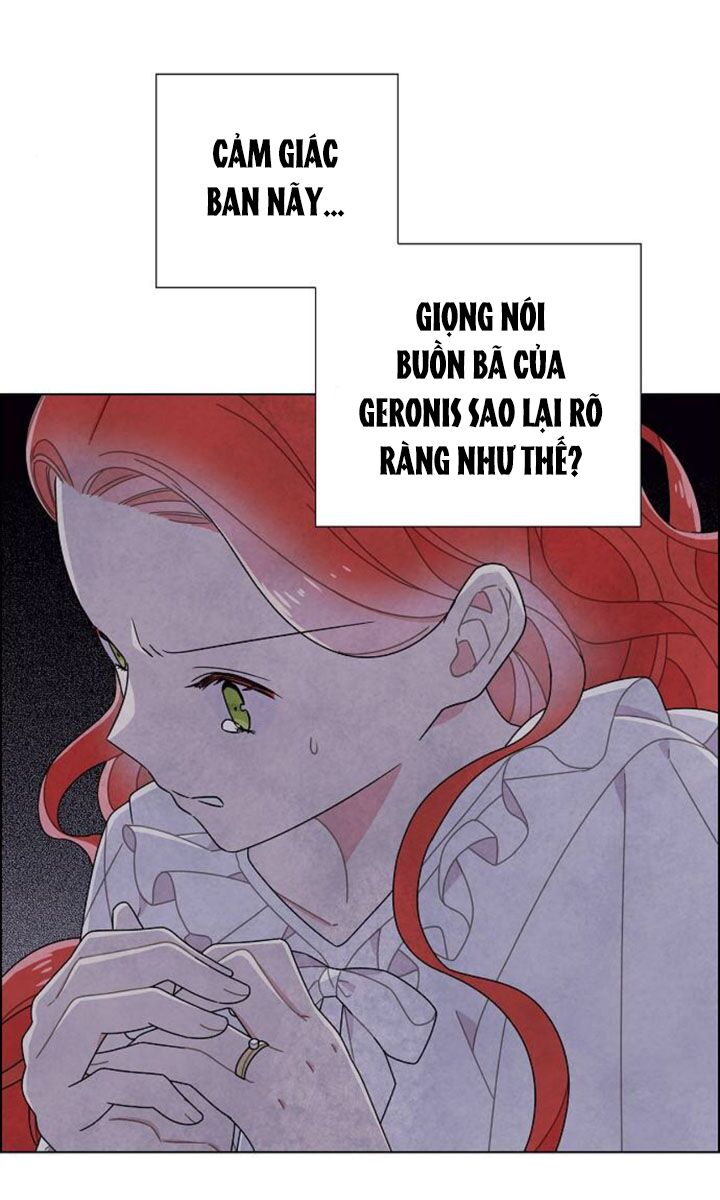 CẢM GIÁC
BAN NÃY...
GIỌNG NÓI
BUỒN BÃ CỦA
GERONIS SAO LẠI RÕ
RÀNG NHƯ THẾ?